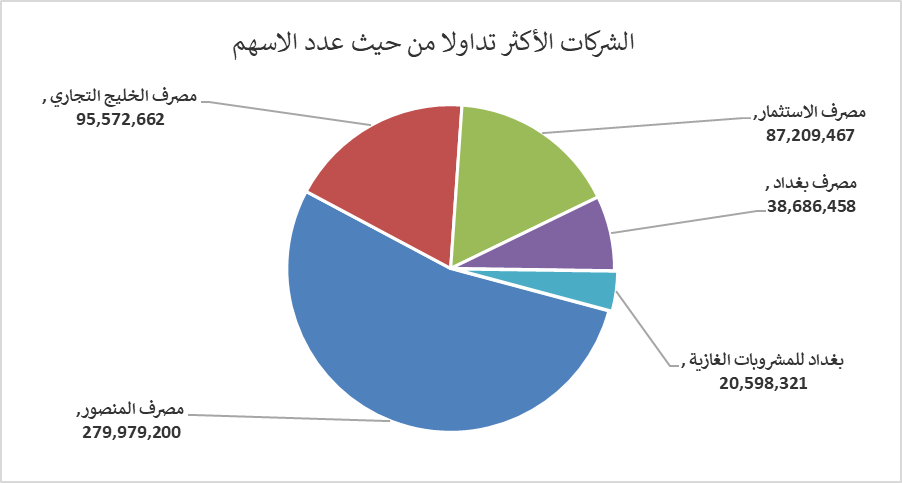 الشركات الأكثر تداولا من حيث عدد الاسهم
مصرف الاستثمار,
87,209,467
مصرف بغداد ,
38,686,458
بغداد للمشروبات الغازية ,
20,598,321
مصرف المنصور,
279,979,200
مصرف الخليج التجاري ,
95,572,662